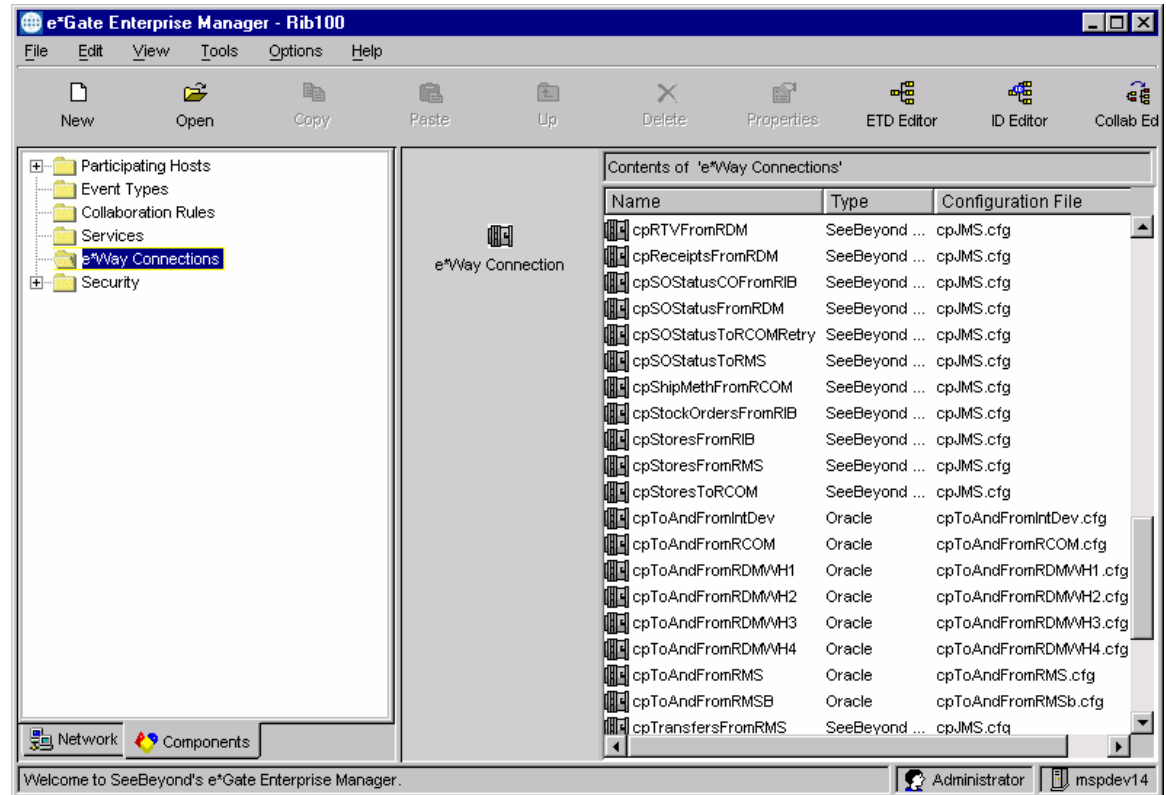 e*Gate Enterprise Manager - Rib100
File Edit View Tools Options Help
New Open Copy Paste Up Delete Properties ETD Editor ID Editor Collab Ed
Participating Hosts
Event Types
Collaboration Rules
Services
e*Way Connections
Security
e*Way Connection
Contents of 'e*Way Connections'
Name Type Configuration File
cpRTVFromRDM SeeBeyond ... cpJMS.cfg
cpReceiptsFromRDM SeeBeyond ... cpJMS.cfg
cpSOStatusCOFromRIB SeeBeyond ... cpJMS.cfg
cpSOStatusFromRDM SeeBeyond ... cpJMS.cfg
cpSOStatusToRCOMRetry SeeBeyond ... cpJMS.cfg
cpSOStatusToRMS SeeBeyond ... cpJMS.cfg
cpShipMethFromRCOM SeeBeyond ... cpJMS.cfg
cpStockOrdersFromRIB SeeBeyond ... cpJMS.cfg
cpStoresFromRIB SeeBeyond ... cpJMS.cfg
cpStoresFromRMS SeeBeyond ... cpJMS.cfg
cpStoresToRCOM SeeBeyond ... cpJMS.cfg
cpToAndFromIntDev Oracle cpToAndFromIntDev.cfg
cpToAndFromRCOM Oracle cpToAndFromRCOM.cfg
cpToAndFromRDMWH1 Oracle cpToAndFromRDMWH1.cfg
cpToAndFromRDMWH2 Oracle cpToAndFromRDMWH2.cfg
cpToAndFromRDMWH3 Oracle cpToAndFromRDMWH3.cfg
cpToAndFromRDMWH4 Oracle cpToAndFromRDMWH4.cfg
cpToAndFromRMS Oracle cpToAndFromRMS.cfg
cpToAndFromRMSB Oracle cpToAndFromRMSb.cfg
cpTransfersFromRMS SeeBeyond ... cpJMS.cfg
Network Components
Welcome to SeeBeyond's e*Gate Enterprise Manager. Administrator mspdev14